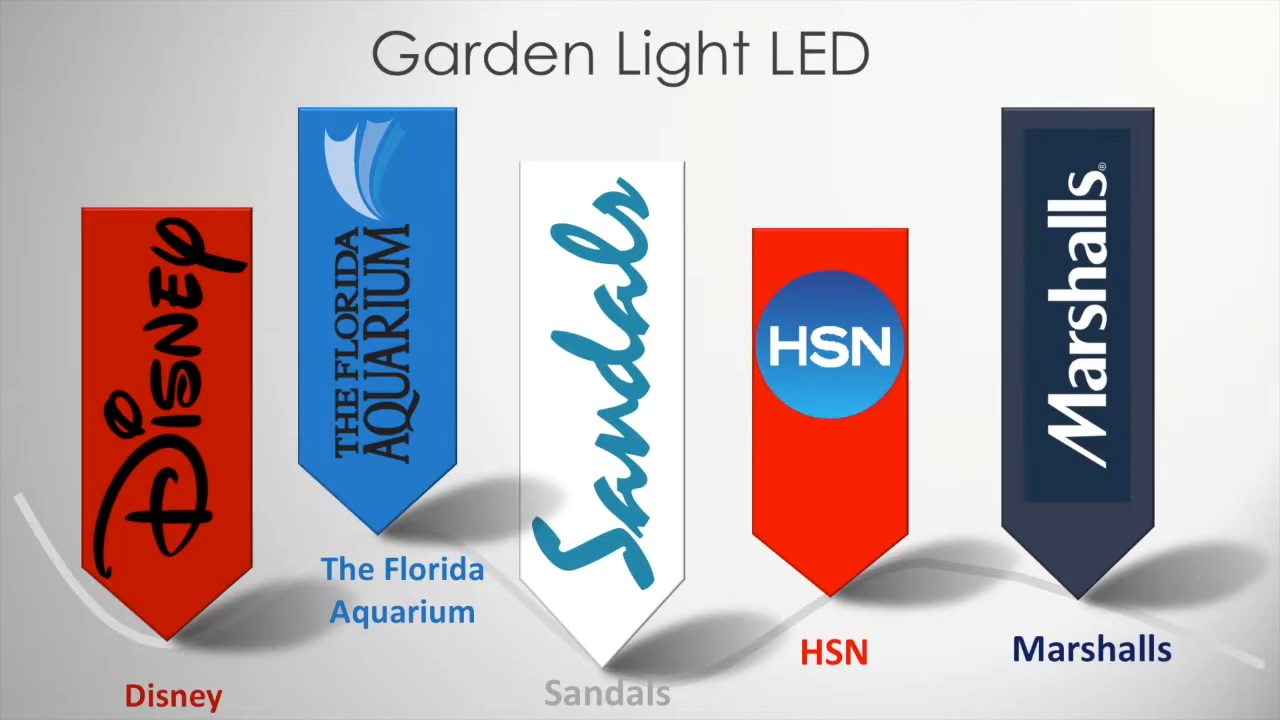 Garden Light LED
Disney
THE FLORIDA
AQUARIUM
Sandals
HSN
Marshalls®
Disney
The Florida
Aquarium
Sandals
HSN
Marshalls